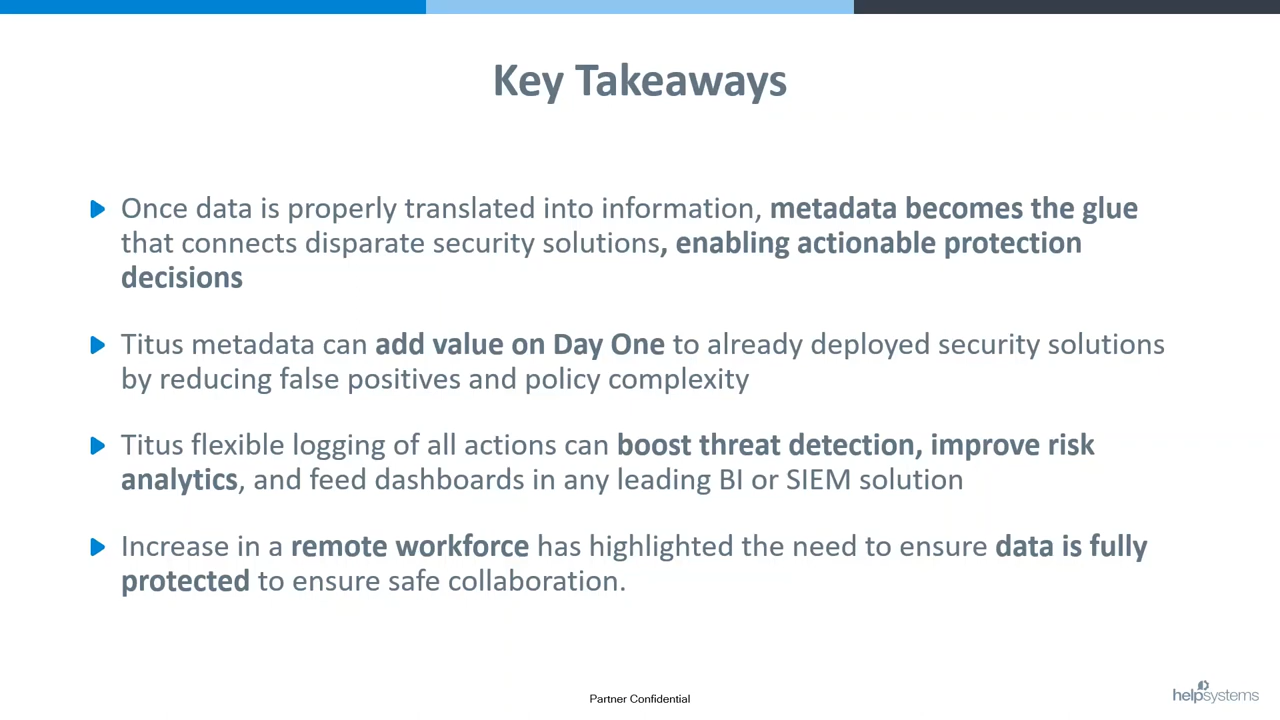 Key Takeaways
Once data is properly translated into information, metadata becomes the glue
that connects disparate security solutions, enabling actionable protection
decisions
Titus metadata can add value on Day One to already deployed security solutions
by reducing false positives and policy complexity
Titus flexible logging of all actions can boost threat detection, improve risk
analytics, and feed dashboards in any leading BI or SIEM solution
Increase in a remote workforce has highlighted the need to ensure data is fully
protected to ensure safe collaboration.
Partner Confidential
helpsystems